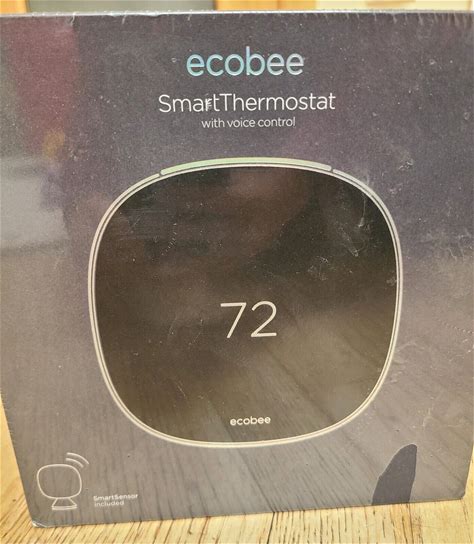 ecobee
SmartThermostat
with voice control
72
ecobee
SmartSensor
included